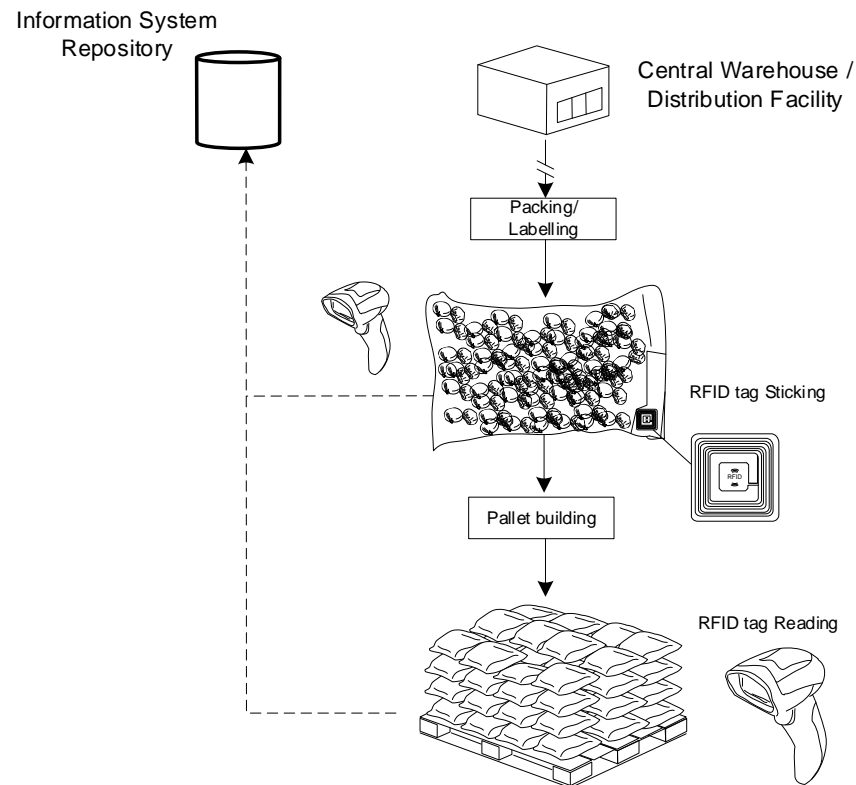 Information System
Repository
Central Warehouse /
Distribution Facility
Packing/
Labelling
RFID tag Sticking
RFID
Pallet building
RFID tag Reading